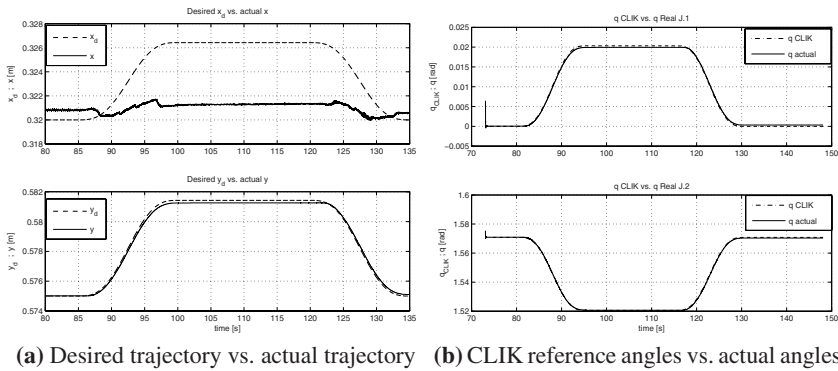 Desired x_d vs. actual x
x_d
x
x_d ; x [m]
0.328
0.326
0.324
0.322
0.32
0.318
80 85 90 95 100 105 110 115 120 125 130 135
Desired y_d vs. actual y
y_d
y
y_d ; y [m]
0.582
0.58
0.578
0.576
0.574
80 85 90 95 100 105 110 115 120 125 130 135
time [s]
(a) Desired trajectory vs. actual trajectory
q CLIK vs. q Real J.1
q CLIK
q actual
q_CLIK ; q [rad]
0.025
0.020
0.015
0.01
0.005
0
−0.005
70 80 90 100 110 120 130 140 150
q CLIK vs. q Real J.2
q CLIK
q actual
q_CLIK ; q [rad]
1.6
1.58
1.56
1.54
1.52
70 80 90 100 110 120 130 140 150
time [s]
(b) CLIK reference angles vs. actual angles